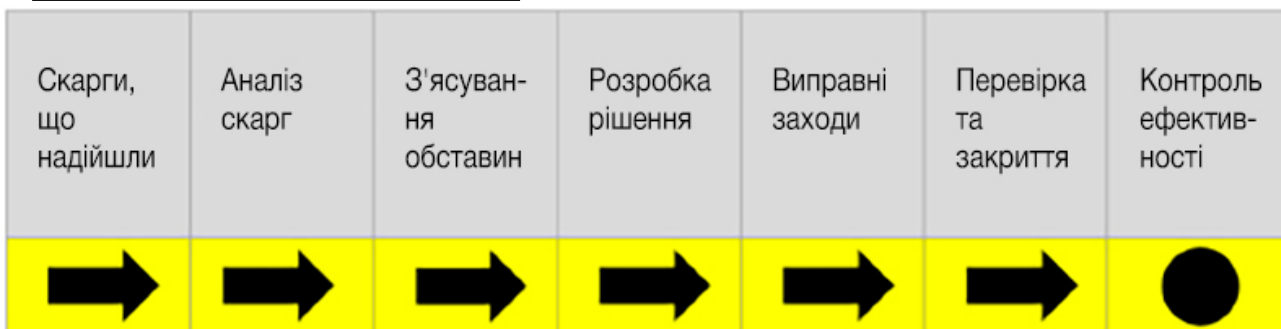 Скарги,
що
надійшли
Аналіз
скарг
З'ясуван-
ня
обставин
Розробка
рішення
Виправні
заходи
Перевірка
та
закриття
Контроль
ефектив-
ності